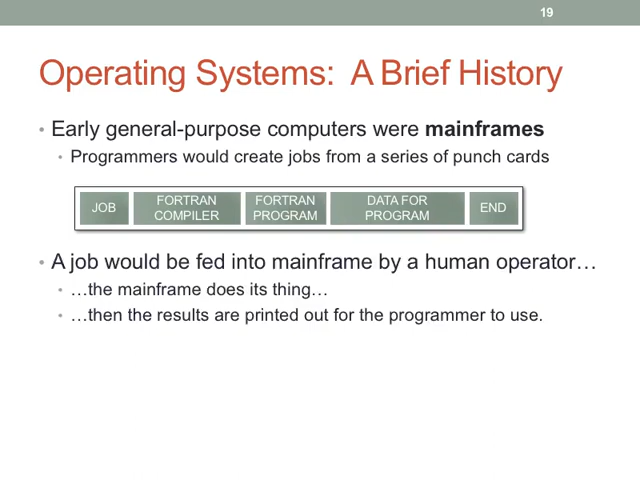 19
Operating Systems: A Brief History
• Early general-purpose computers were mainframes
• Programmers would create jobs from a series of punch cards
JOB
FORTRAN
COMPILER
FORTRAN
PROGRAM
DATA FOR
PROGRAM
END
• A job would be fed into mainframe by a human operator…
• …the mainframe does its thing…
• …then the results are printed out for the programmer to use.